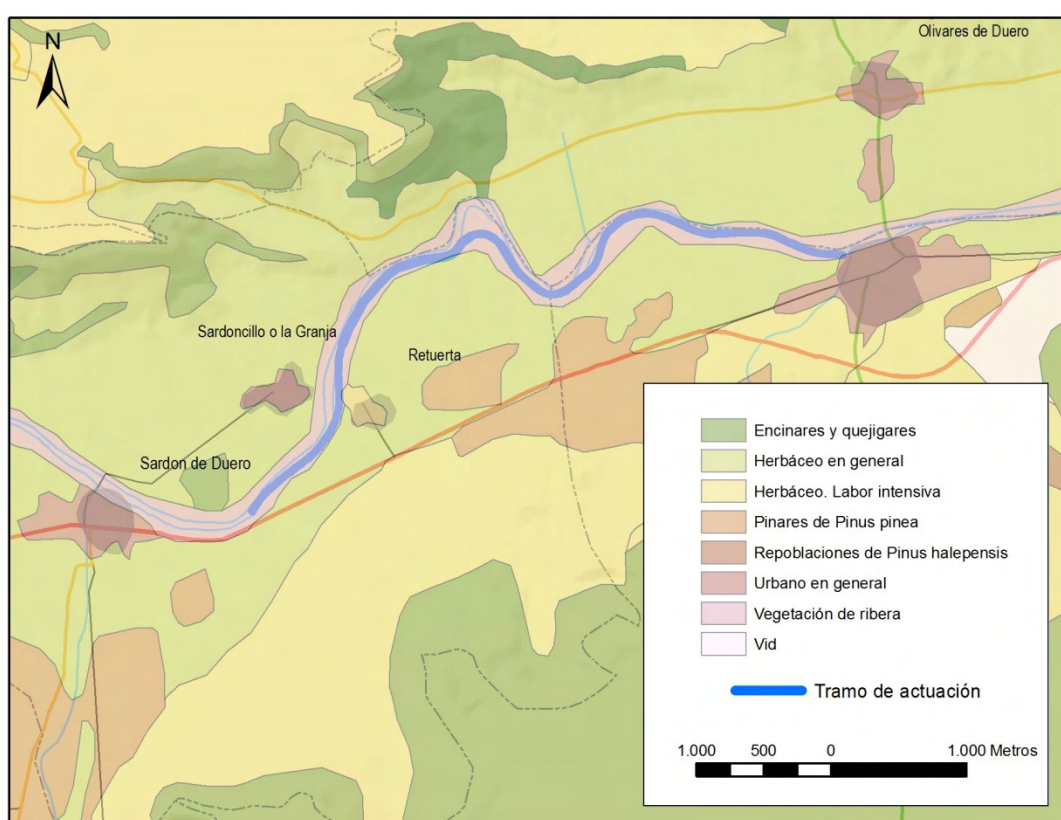 Olivares de Duero
N
Sardoncillo o la Granja
Retuerta
Sardon de Duero
Encinares y quejigares
Herbáceo en general
Herbáceo. Labor intensiva
Pinares de Pinus pinea
Repoblaciones de Pinus halepensis
Urbano en general
Vegetación de ribera
Vid
Tramo de actuación
1.000 500 0 1.000 Metros